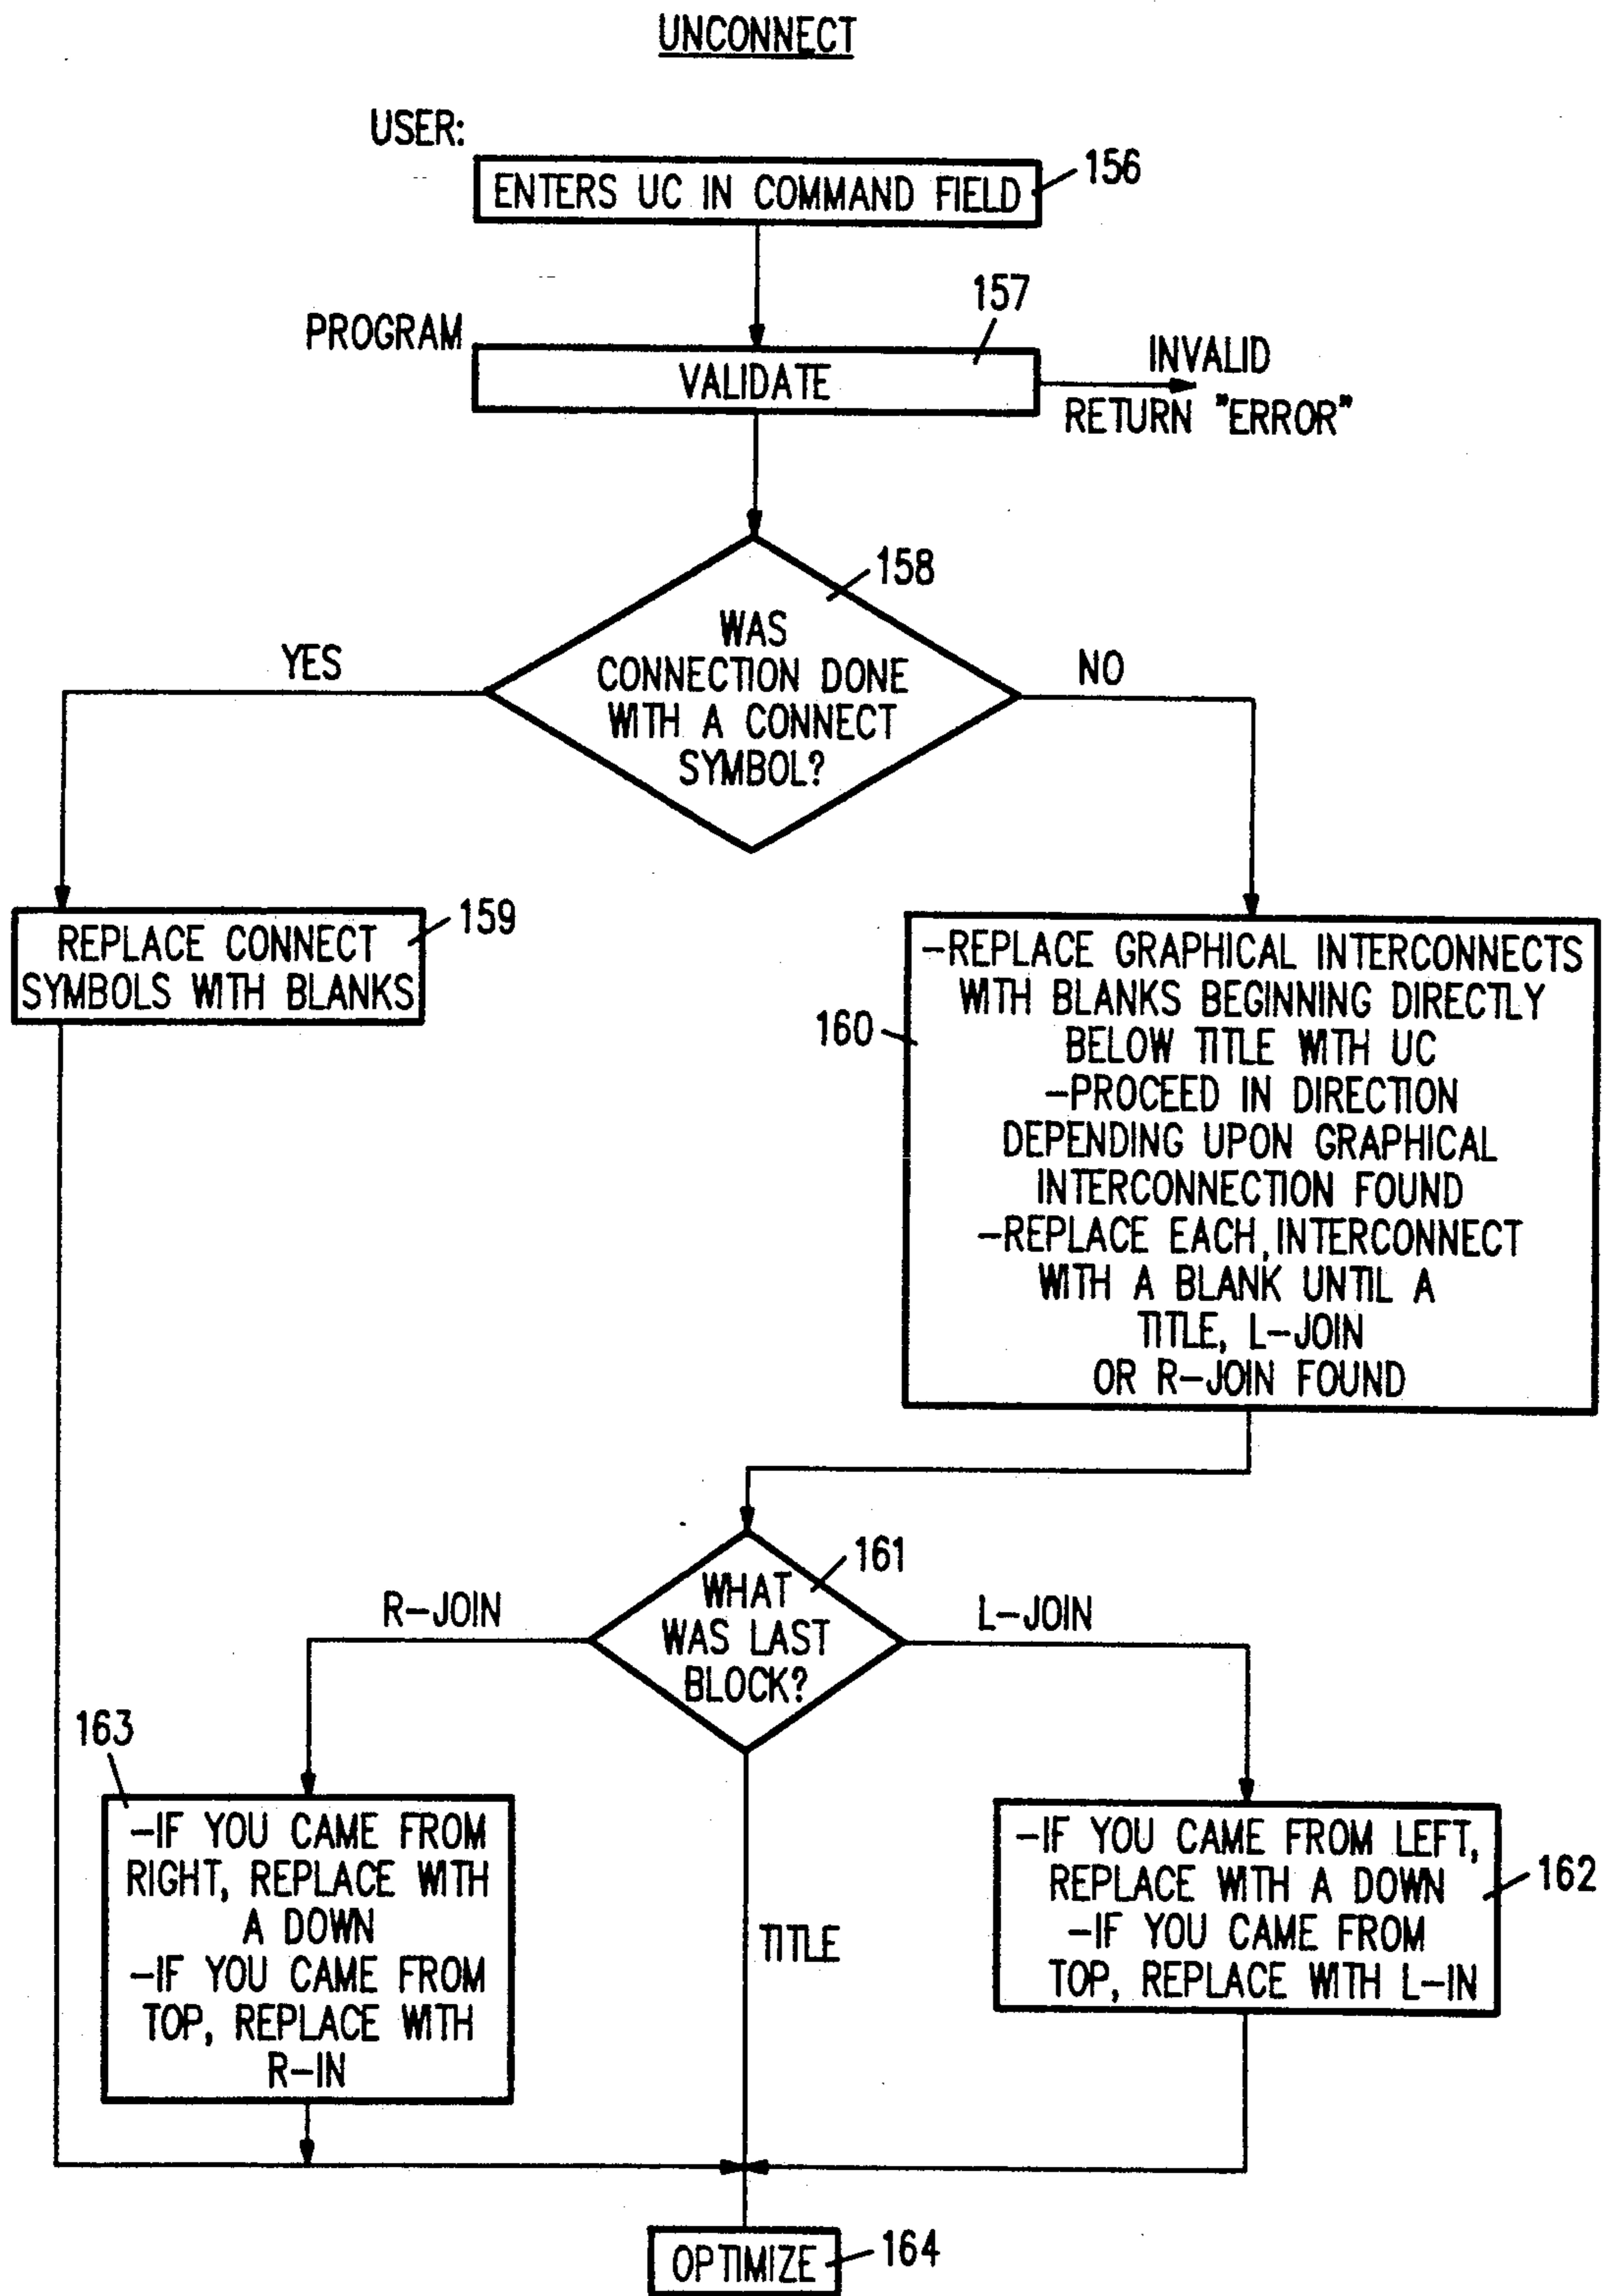 UNCONNECT
USER:
ENTERS UC IN COMMAND FIELD
156
PROGRAM
157
VALIDATE
INVALID
RETURN "ERROR"
158
WAS
CONNECTION DONE
WITH A CONNECT
SYMBOL?
YES
NO
REPLACE CONNECT
SYMBOLS WITH BLANKS
159
160
-REPLACE GRAPHICAL INTERCONNECTS
WITH BLANKS BEGINNING DIRECTLY
BELOW TITLE WITH UC
-PROCEED IN DIRECTION
DEPENDING UPON GRAPHICAL
INTERCONNECTION FOUND
-REPLACE EACH, INTERCONNECT
WITH A BLANK UNTIL A
TITLE, L-JOIN
OR R-JOIN FOUND
161
WHAT
WAS LAST
BLOCK?
R-JOIN
L-JOIN
163
-IF YOU CAME FROM
RIGHT, REPLACE WITH
A DOWN
-IF YOU CAME FROM
TOP, REPLACE WITH
R-IN
TITLE
-IF YOU CAME FROM LEFT,
REPLACE WITH A DOWN
-IF YOU CAME FROM
TOP, REPLACE WITH L-IN
162
OPTIMIZE
164